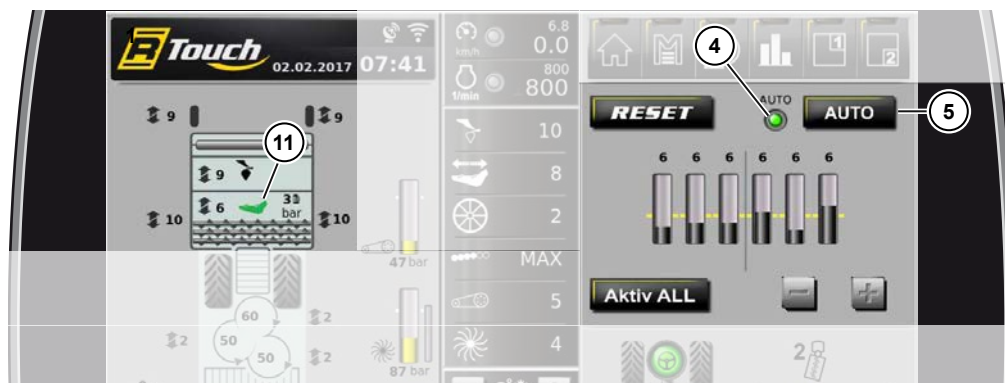 R Touch 02.02.2017 07:41
km/h 6.8
0.0
1/min 800
800
10
8
2
MAX
5
4
9 9
11
9
6 bar
10 10
47 bar
60
2
2 50
50 2
87 bar
1 2
4
5
RESET AUTO AUTO
6 6 6 6 6 6
Aktiv ALL - +
2